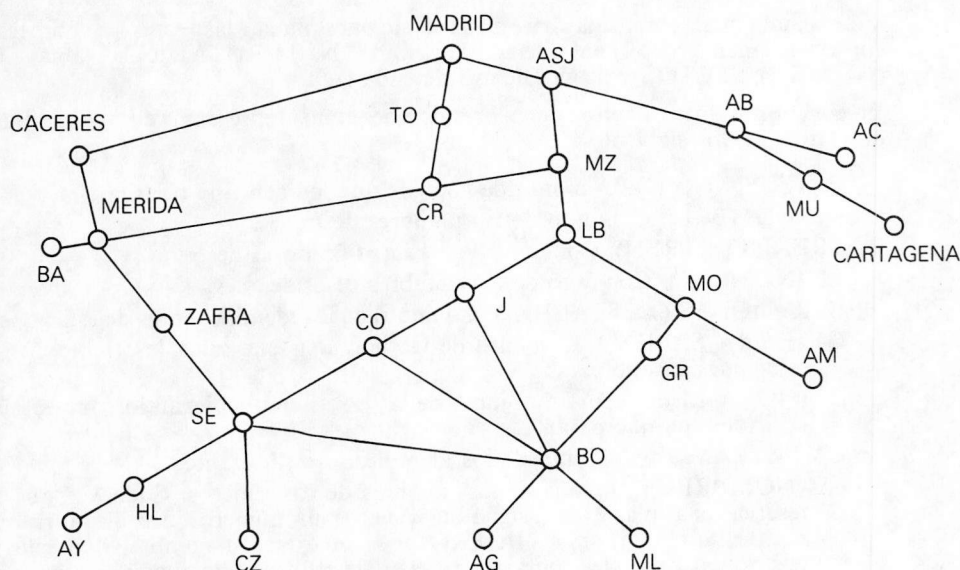 MADRID
ASJ
AB
TO
CACERES
AC
MZ
MERIDA
CR
MU
LB
CARTAGENA
BA
MO
J
ZAFRA
CO
AM
GR
SE
BO
HL
AY
CZ
AG
ML